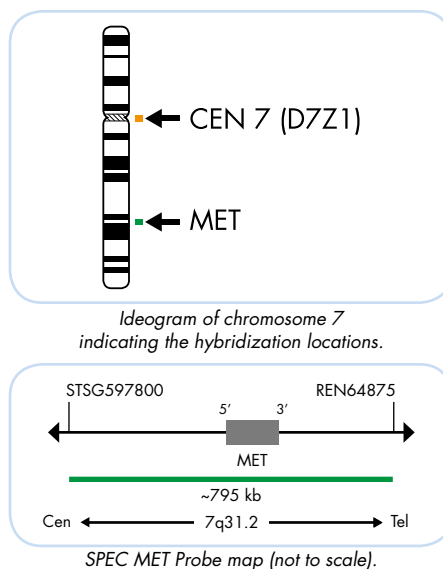 CEN 7 (D7Z1)
MET
Ideogram of chromosome 7
indicating the hybridization locations.
STSG597800 REN64875
5’ 3’
MET
~795 kb
Cen 7q31.2 Tel
SPEC MET Probe map (not to scale).